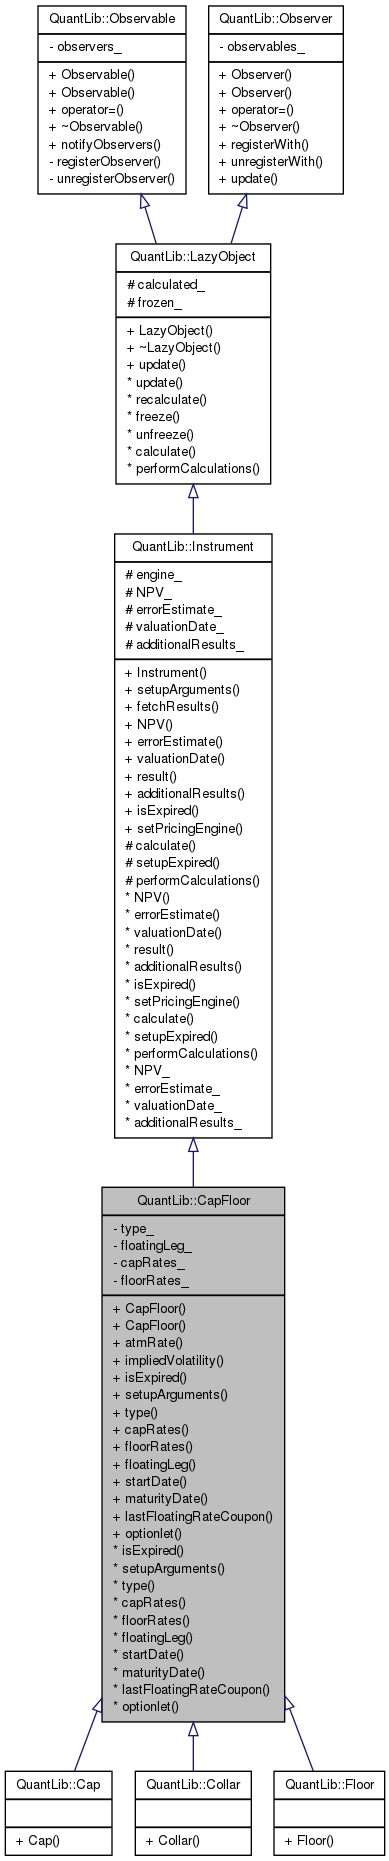 QuantLib::Observable
- observers_
+ Observable()
+ Observable()
+ operator=()
+ ~Observable()
+ notifyObservers()
- registerObserver()
- unregisterObserver()
QuantLib::Observer
- observables_
+ Observer()
+ Observer()
+ operator=()
+ ~Observer()
+ registerWith()
+ unregisterWith()
+ update()
QuantLib::LazyObject
# calculated_
# frozen_
+ LazyObject()
+ ~LazyObject()
+ update()
* update()
* recalculate()
* freeze()
* unfreeze()
* calculate()
* performCalculations()
QuantLib::Instrument
# engine_
# NPV_
# errorEstimate_
# valuationDate_
# additionalResults_
+ Instrument()
+ setupArguments()
+ fetchResults()
+ NPV()
+ errorEstimate()
+ valuationDate()
+ result()
+ additionalResults()
+ isExpired()
+ setPricingEngine()
# calculate()
# setupExpired()
# performCalculations()
* NPV()
* errorEstimate()
* valuationDate()
* result()
* additionalResults()
* isExpired()
* setPricingEngine()
* calculate()
* setupExpired()
* performCalculations()
* NPV_
* errorEstimate_
* valuationDate_
* additionalResults_
QuantLib::CapFloor
- type_
- floatingLeg_
- capRates_
- floorRates_
+ CapFloor()
+ CapFloor()
+ atmRate()
+ impliedVolatility()
+ isExpired()
+ setupArguments()
+ type()
+ capRates()
+ floorRates()
+ floatingLeg()
+ startDate()
+ maturityDate()
+ lastFloatingRateCoupon()
+ optionlet()
* isExpired()
* setupArguments()
* type()
* capRates()
* floorRates()
* floatingLeg()
* startDate()
* maturityDate()
* lastFloatingRateCoupon()
* optionlet()
QuantLib::Cap
+ Cap()
QuantLib::Collar
+ Collar()
QuantLib::Floor
+ Floor()